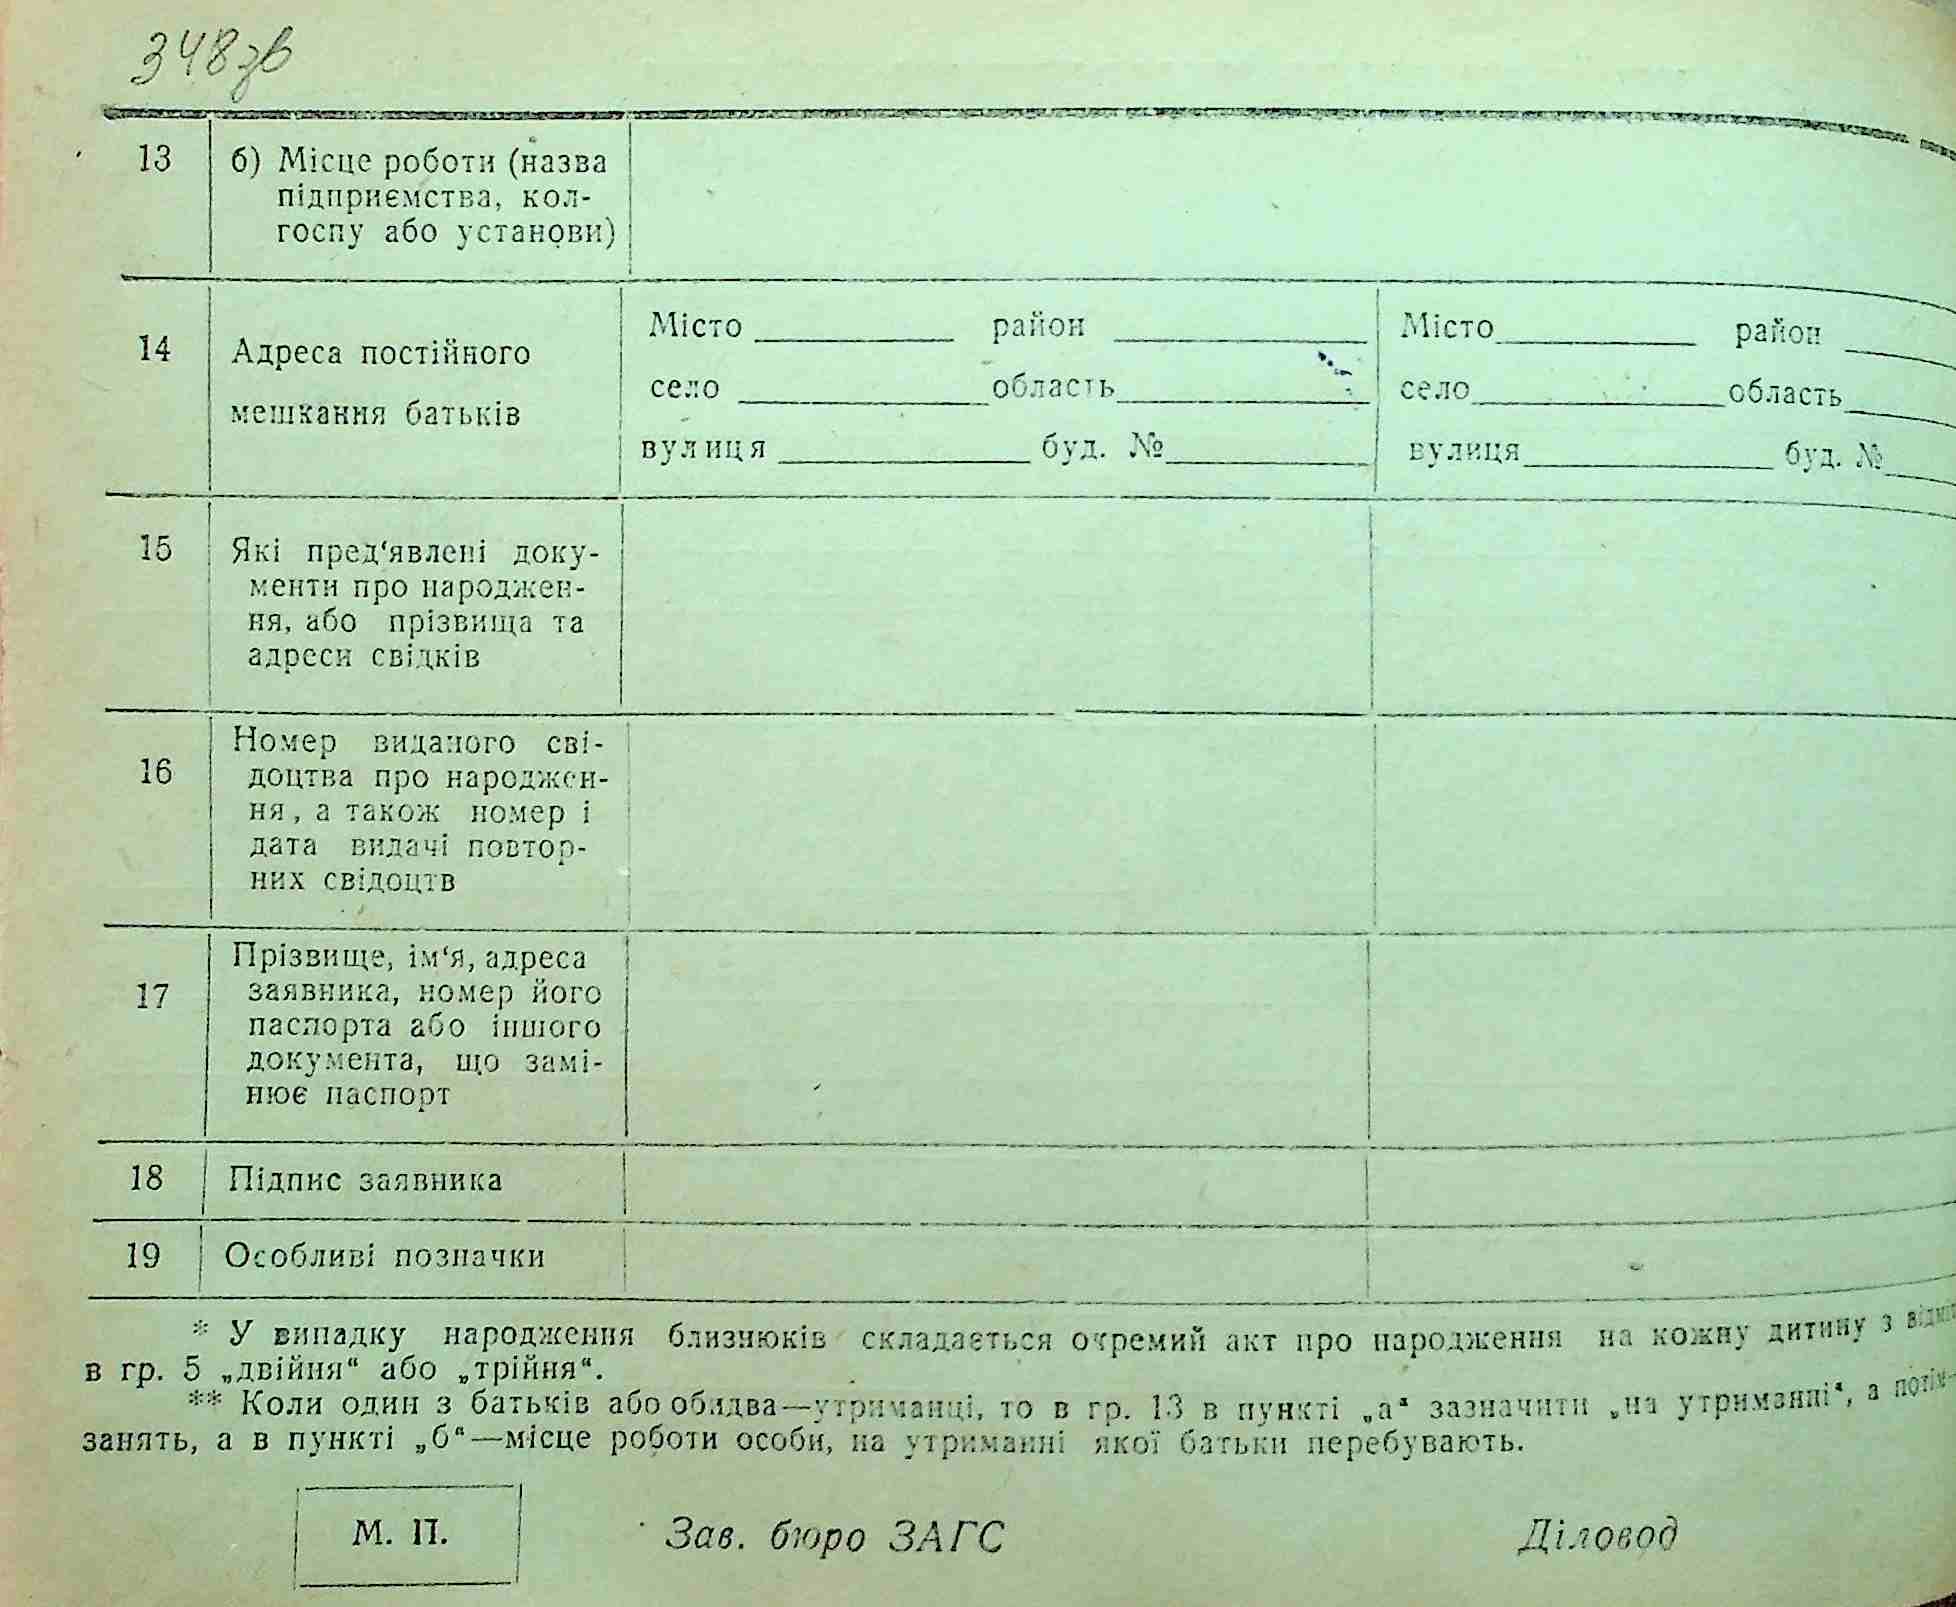 348зв
13 б) Місце роботи (назва
підприємства, кол-
госпу або установи)
Місто район Місто район
14 Адреса постійного
село область село область
мешкання батьків
вулиця буд. № вулиця буд. №
15 Які пред‘явлені доку-
менти про народжен-
ня, або прізвища та
адреси свідків
Номер виданого сві-
16 доцтва про народжен-
ня, а також номер і
дата видачі повтор-
них свідоцтв
Прізвище, ім‘я, адреса
17 заявника, номер його
паспорта або іншого
документа, що замі-
нює паспорт
18 Підпис заявника
19 Особливі позначки
* У випадку народження близнюків складається окремий акт про народження на кожну дитину з
в гр. 5 „двійня“ або „трійня“.
** Коли один з батьків або обидва—утриманці, то в гр. 13 в пункті „а“ зазначити „на утриманні“, а потім—
занять, а в пункті „б“—місце роботи особи, на утриманні якої батьки перебувають.
М. П. Зав. бюро ЗАГС Діловод